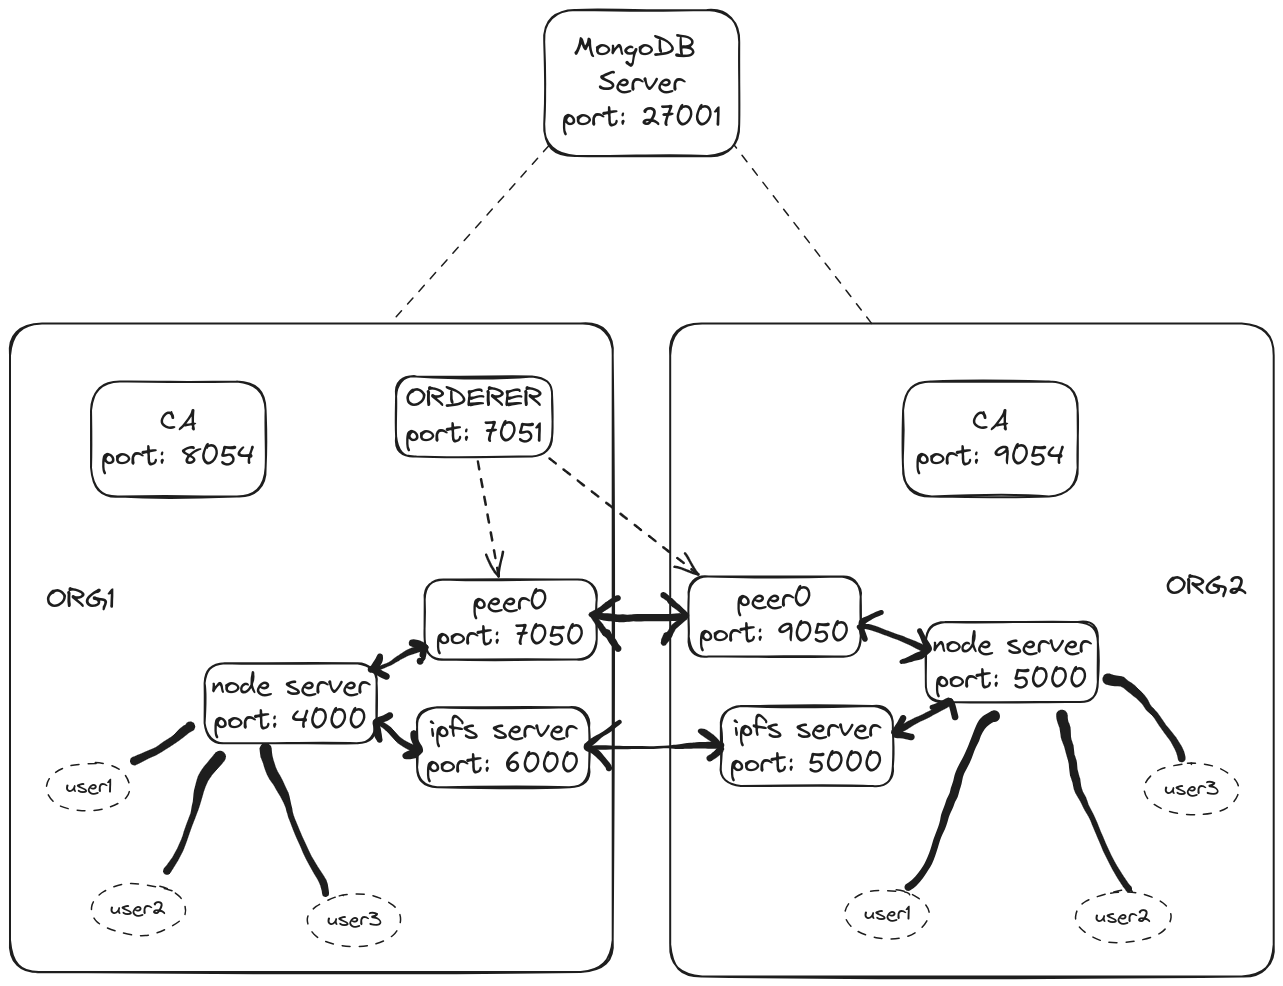 MongoDB
Server
port: 27001
CA
port: 8054
ORDERER
port: 7051
CA
port: 9054
ORG1
ORG2
peer0
port: 7050
peer0
port: 9050
node server
port: 4000
node server
port: 5000
ipfs server
port: 6000
ipfs server
port: 5000
user1
user2
user3
user1
user2
user3